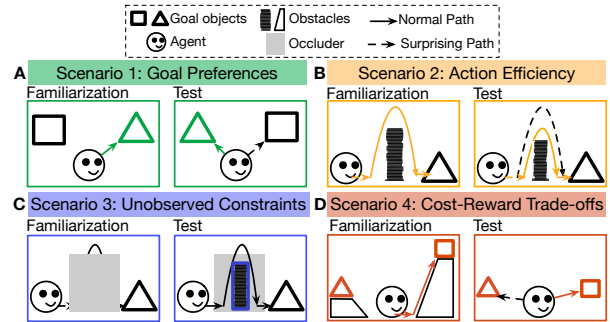 Goal objects
Obstacles
Normal Path
Agent
Occluder
Surprising Path
A Scenario 1: Goal Preferences
Familiarization Test
B Scenario 2: Action Efficiency
Familiarization Test
C Scenario 3: Unobserved Constraints
Familiarization Test
D Scenario 4: Cost-Reward Trade-offs
Familiarization Test